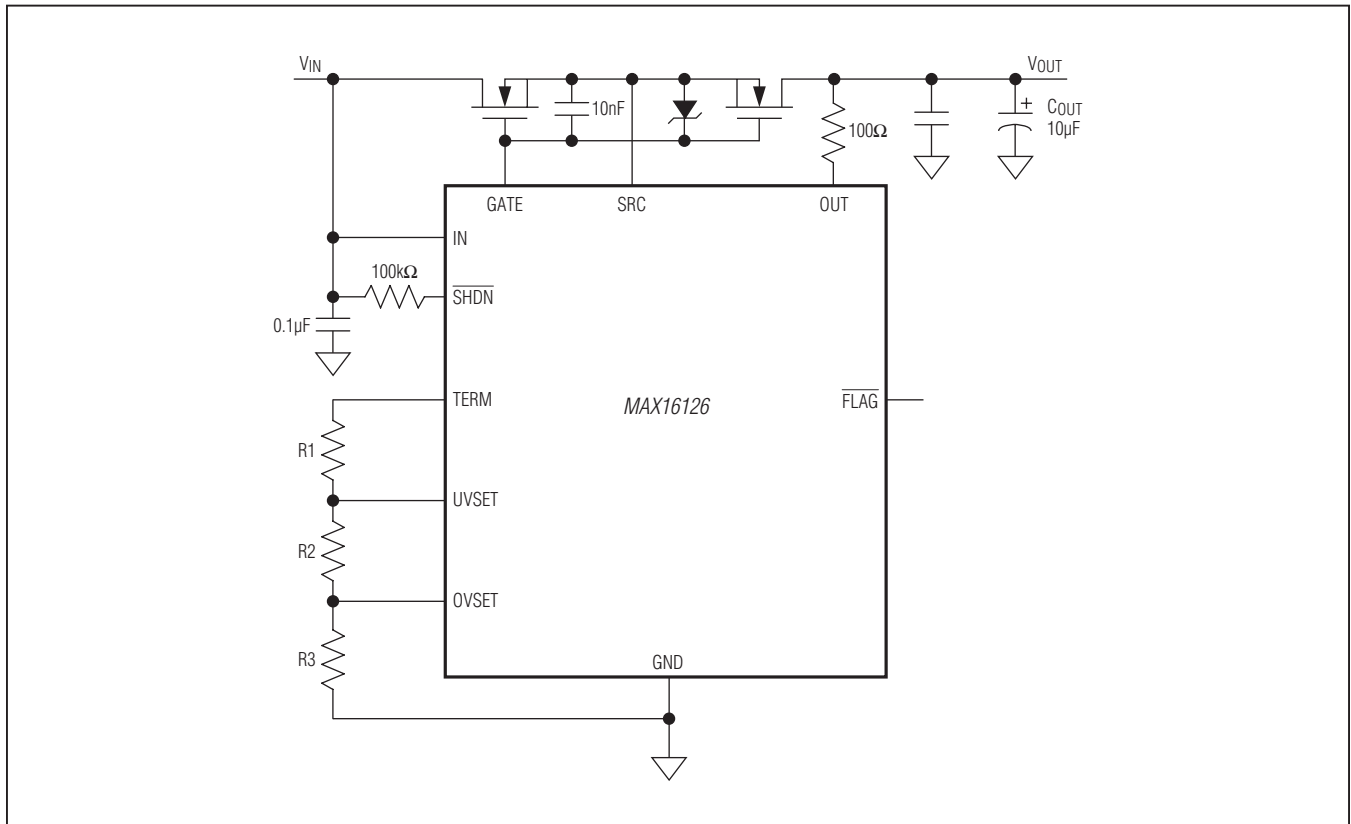 VIN
VOUT
10nF
100Ω
+
COUT
10µF
GATE
SRC
OUT
IN
100kΩ
SHDN
0.1µF
TERM
MAX16126
FLAG
R1
UVSET
R2
OVSET
R3
GND